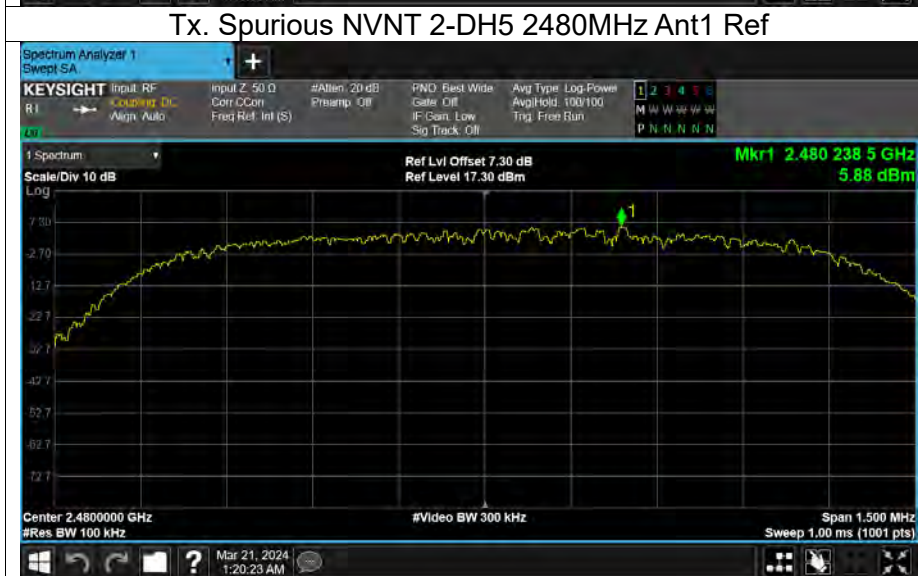 Tx. Spurious NVNT 2-DH5 2480MHz Ant1 Ref
Spectrum Analyzer 1
Swept SA
+
KEYSIGHT Input: RF Input Z: 50 Ω #Atten: 20 dB PNO: Best Wide Avg Type: Log-Power 1 2 3 4 5 6
R L Coupling: DC Corr CCorr Preamp: Off Gate: Off Avg|Hold: 100/100 M W W W W W
Align: Auto Freq Ref: Int (S) IF Gain: Low Trig: Free Run
Sig Track: Off P N N N N N
1 Spectrum Ref Lvl Offset 7.30 dB Mkr1 2.480 238 5 GHz
Scale/Div 10 dB Ref Level 17.30 dBm 5.88 dBm
Log
1
7.30
-2.70
-12.7
-22.7
-32.7
-42.7
-52.7
-62.7
-72.7
Center 2.4800000 GHz #Video BW 300 kHz Span 1.500 MHz
#Res BW 100 kHz Sweep 1.00 ms (1001 pts)
? Mar 21, 2024
1:20:23 AM